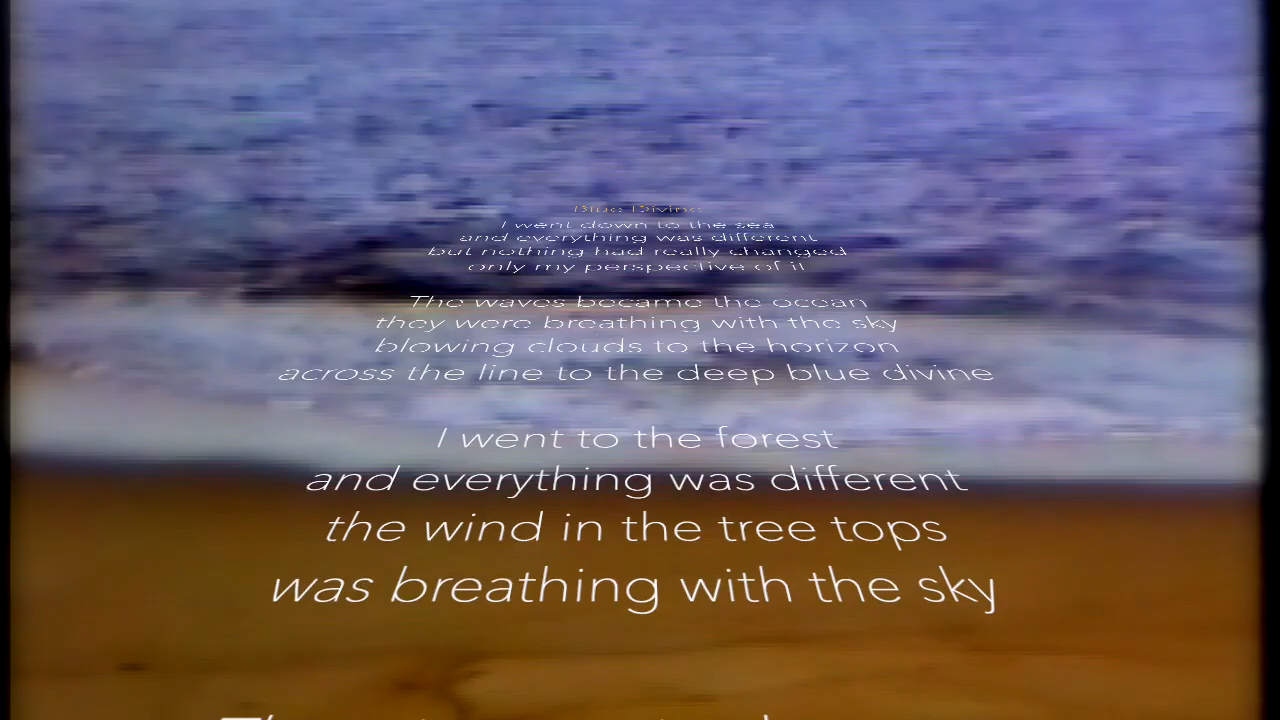 Blue Divine
I went down to the sea
and everything was different
but nothing had really changed
only my perspective of it
The waves became the ocean
they were breathing with the sky
blowing clouds to the horizon
across the line to the deep blue divine
I went to the forest
and everything was different
the wind in the tree tops
was breathing with the sky